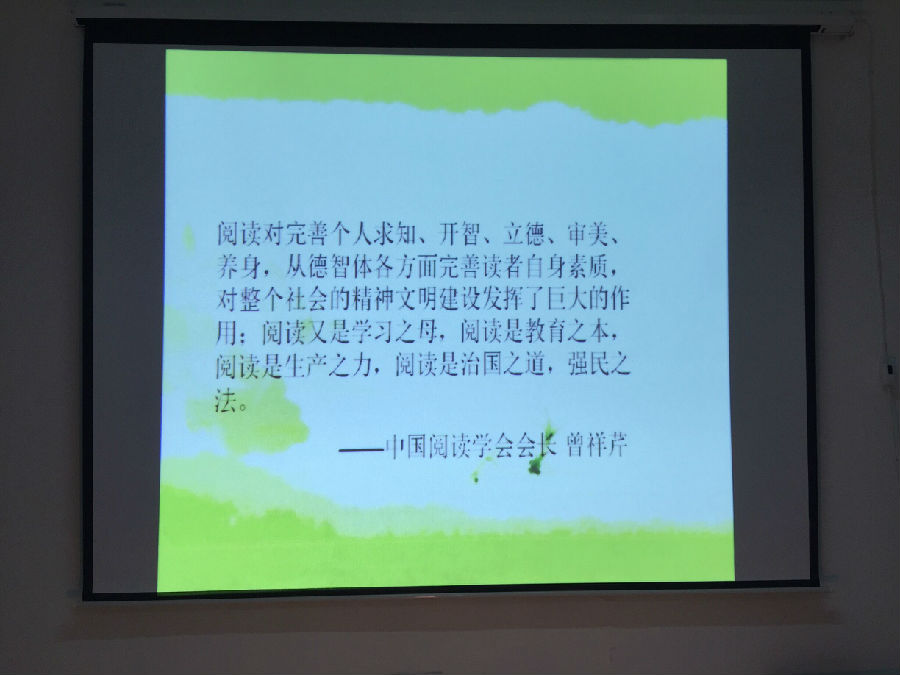 阅读对完善个人求知、开智、立德、审美、
养身，从德智体各方面完善读者自身素质，
对整个社会的精神文明建设发挥了巨大的作
用；阅读又是学习之母，阅读是教育之本，
阅读是生产之力，阅读是治国之道，强民之
法。
——中国阅读学会会长 曾祥芹